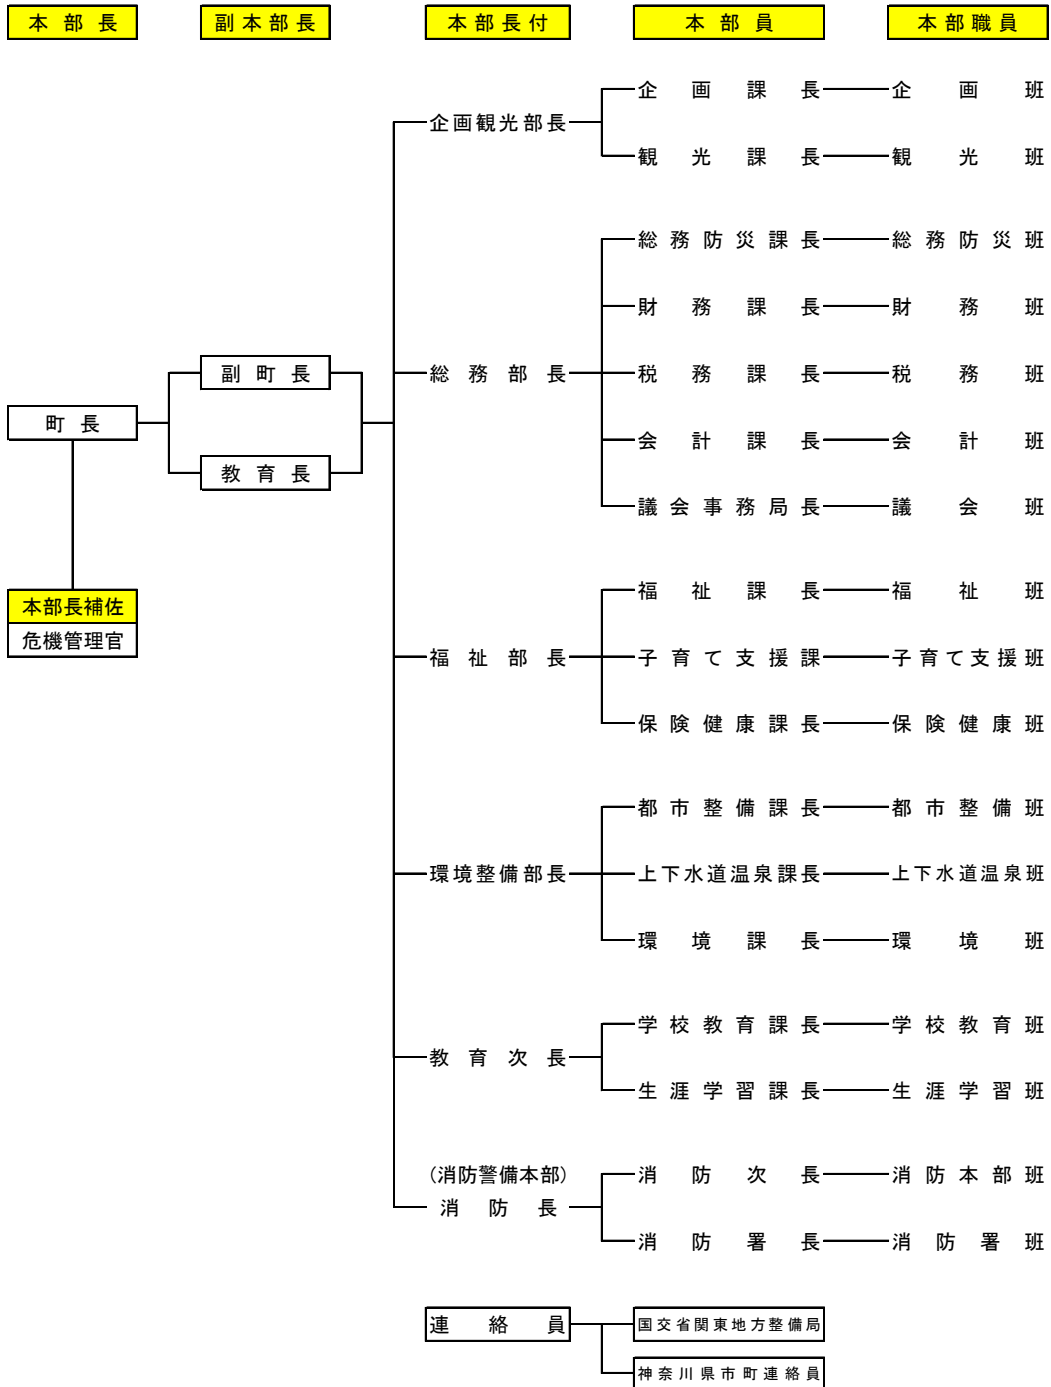 本部長 副本部長 本部長付 本部員 本部職員
企画課長 企画班
企画観光部長
観光課長 観光班
総務防災課長 総務防災班
財務課長 財務班
副町長 総務部長 税務課長 税務班
町長
会計課長 会計班
教育長
議会事務局長 議会班
福祉課長 福祉班
本部長補佐
危機管理官
福祉部長 子育て支援課 子育て支援班
保険健康課長 保険健康班
都市整備課長 都市整備班
環境整備部長 上下水道温泉課長 上下水道温泉班
環境課長 環境班
学校教育課長 学校教育班
教育次長
生涯学習課長 生涯学習班
(消防警備本部) 消防次長 消防本部班
消防長
消防署長 消防署班
連絡員 国交省関東地方整備局
神奈川県市町連絡員